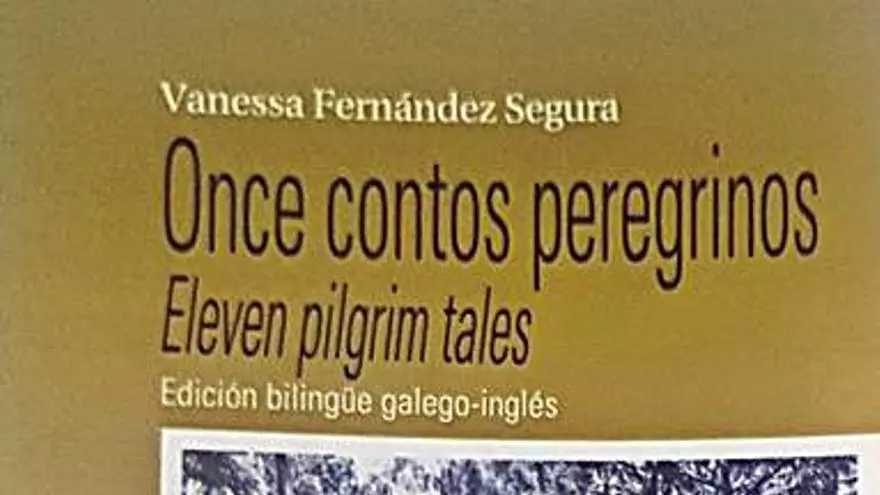 Vanessa Fernández Segura
Once contos peregrinos
Eleven pilgrim tales
Edición bilingüe galego-inglés